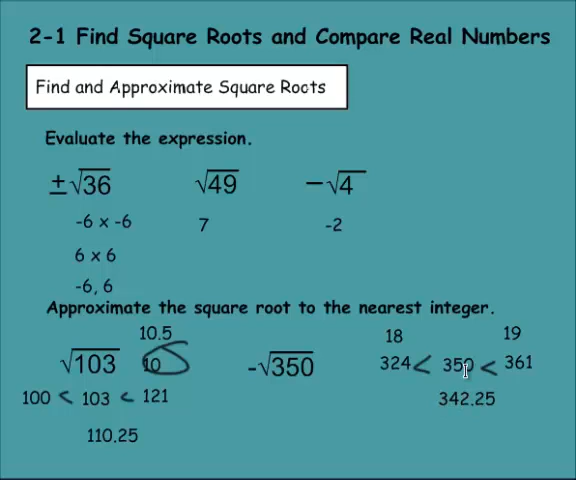 2-1 Find Square Roots and Compare Real Numbers
Find and Approximate Square Roots
Evaluate the expression.
±√36 √49 −√4
-6 x -6 7 -2
6 x 6
-6, 6
Approximate the square root to the nearest integer.
10.5 18 19
√103 10 -√350 324 < 350 < 361
100 < 103 < 121 342.25
110.25